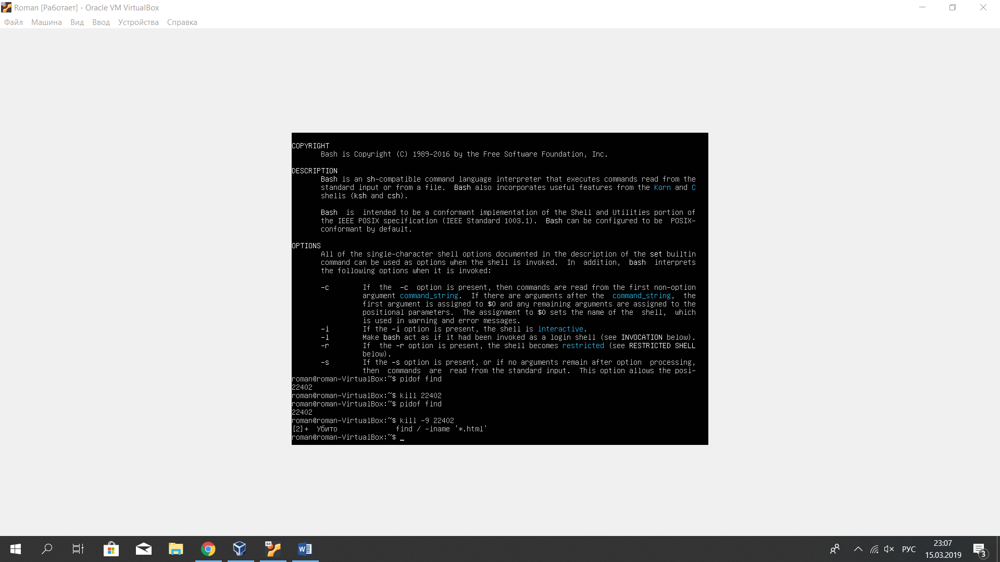 Roman [Работает] - Oracle VM VirtualBox
Файл Машина Вид Ввод Устройства Справка
COPYRIGHT
Bash is Copyright (C) 1989-2016 by the Free Software Foundation, Inc.
DESCRIPTION
Bash is an sh-compatible command language interpreter that executes commands read from the
standard input or from a file.  Bash also incorporates useful features from the Korn and C
shells (ksh and csh).
Bash  is  intended to be a conformant implementation of the Shell and Utilities portion of
the IEEE POSIX specification (IEEE Standard 1003.1).  Bash can be configured to be  POSIX-
conformant by default.
OPTIONS
All of the single-character shell options documented in the description of the set builtin
command can be used as options when the shell is invoked.  In  addition,  bash  interprets
the following options when it is invoked:
-c        If  the  -c  option is present, then commands are read from the first non-option
argument command_string.  If there are arguments after the  command_string,  the
first argument is assigned to $0 and any remaining arguments are assigned to the
positional parameters.  The assignment to $0 sets the name of the  shell,  which
is used in warning and error messages.
-i        If the -i option is present, the shell is interactive.
-l        Make bash act as if it had been invoked as a login shell (see INVOCATION below).
-r        If  the -r option is present, the shell becomes restricted (see RESTRICTED SHELL
below).
-s        If the -s option is present, or if no arguments remain after option  processing,
then  commands  are  read from the standard input.  This option allows the posi-
roman@roman-VirtualBox:~$ pidof find
22402
roman@roman-VirtualBox:~$ kill 22402
roman@roman-VirtualBox:~$ pidof find
22402
roman@roman-VirtualBox:~$ kill -9 22402
[2]+  Убито              find / -iname '*.html'
roman@roman-VirtualBox:~$ _
64
W
РУС
23:07
15.03.2019
3